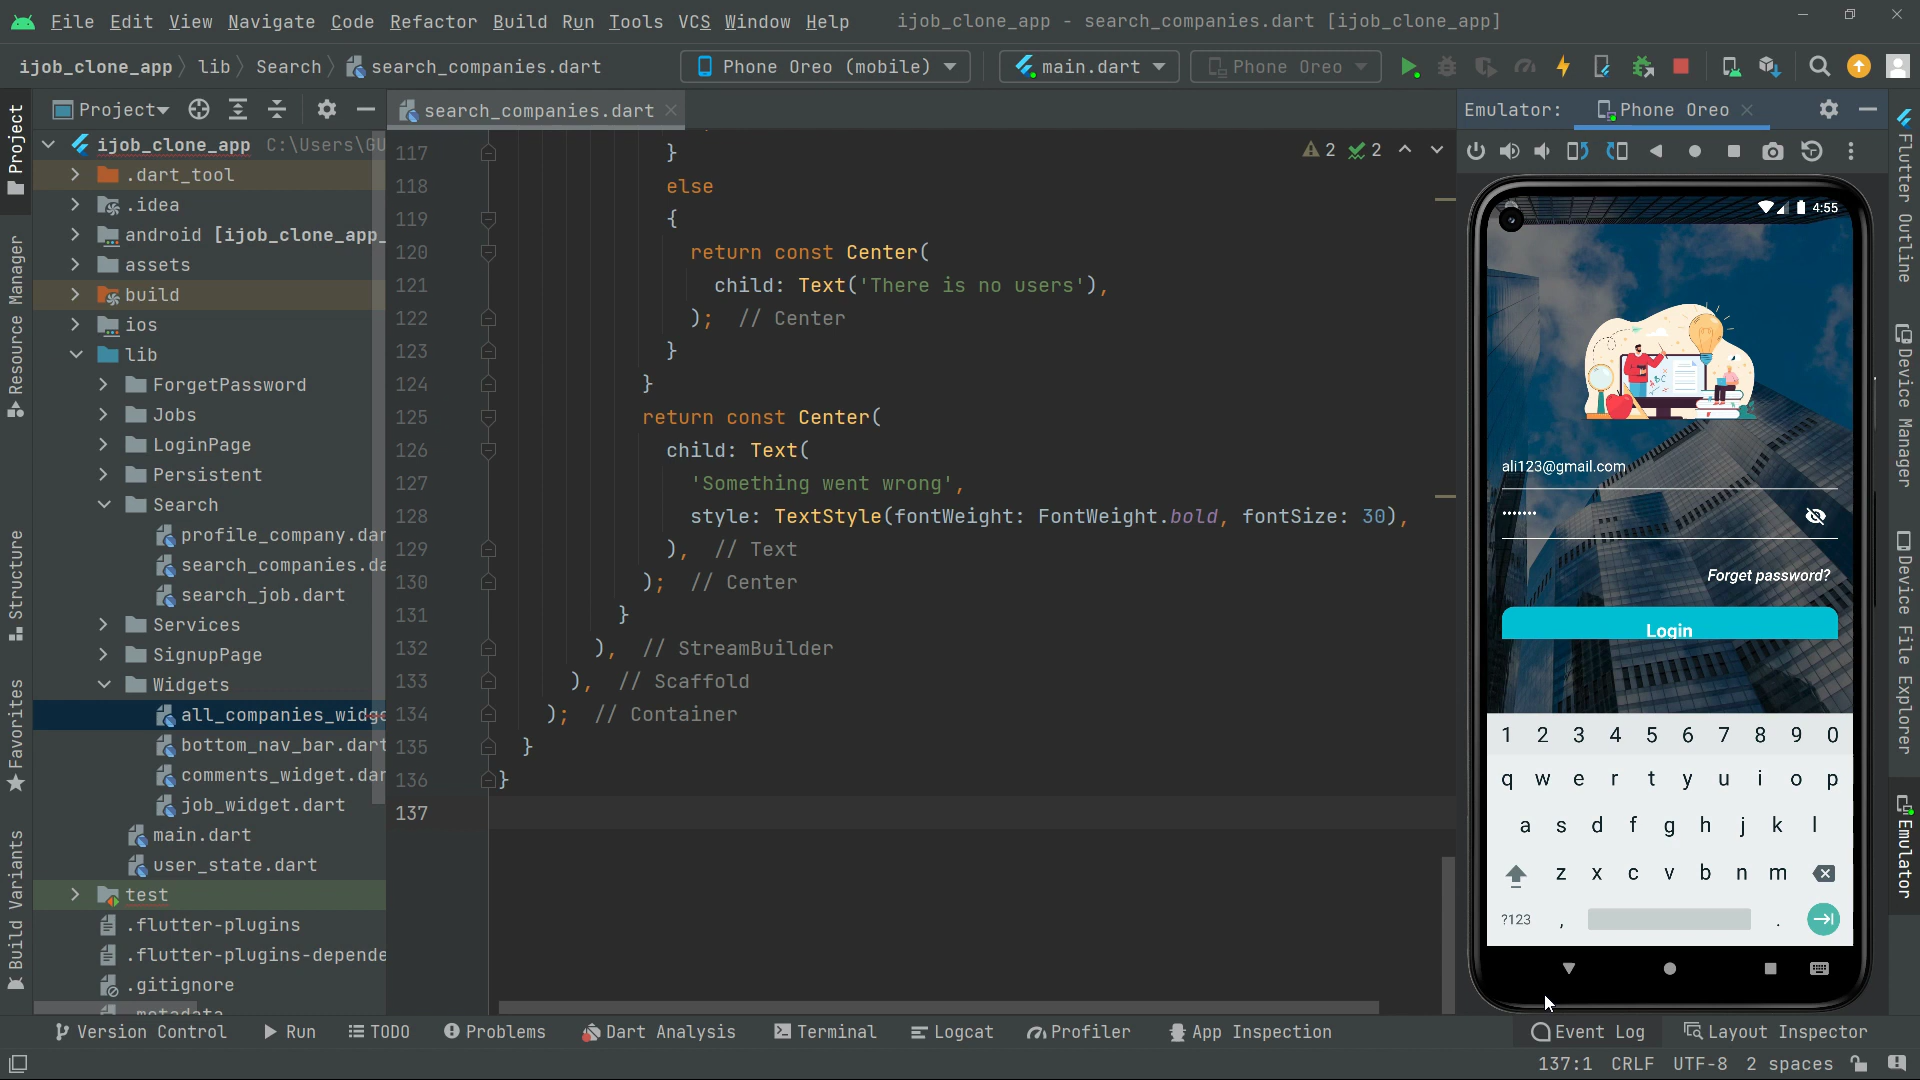 File Edit View Navigate Code Refactor Build Run Tools VCS Window Help ijob_clone_app - search_companies.dart [ijob_clone_app]
ijob_clone_app lib Search search_companies.dart Phone Oreo (mobile) main.dart Phone Oreo
Project
search_companies.dart
Emulator: Phone Oreo
ijob_clone_app C:\Users\GU
.dart_tool
.idea
android [ijob_clone_app_
assets
build
ios
lib
ForgetPassword
Jobs
LoginPage
Persistent
Search
profile_company.dar
search_companies.da
search_job.dart
Services
SignupPage
Widgets
all_companies_widge
bottom_nav_bar.dart
comments_widget.dar
job_widget.dart
main.dart
user_state.dart
test
.flutter-plugins
.flutter-plugins-depende
.gitignore
Project
Resource Manager
Structure
Favorites
Build Variants
2 2
117 }
118 else
119 {
120 return const Center(
121 child: Text('There is no users'),
122 ); // Center
123 }
124 }
125 return const Center(
126 child: Text(
127 'Something went wrong',
128 style: TextStyle(fontWeight: FontWeight.bold, fontSize: 30),
129 ), // Text
130 ); // Center
131 }
132 ), // StreamBuilder
133 ), // Scaffold
134 ); // Container
135 }
136 }
137
4:55
ali123@gmail.com
•••••••
Forget password?
Login
1 2 3 4 5 6 7 8 9 0
q w e r t y u i o p
a s d f g h j k l
z x c v b n m
?123 , .
Flutter Outline
Device Manager
Device File Explorer
Emulator
Version Control Run TODO Problems Dart Analysis Terminal Logcat Profiler App Inspection Event Log Layout Inspector
137:1 CRLF UTF-8 2 spaces